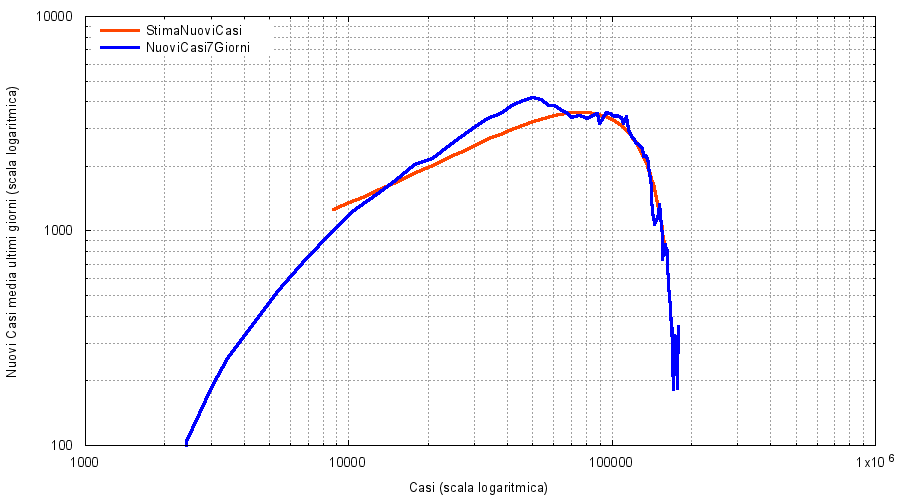 10000
StimaNuoviCasi
NuoviCasi7Giorni
Nuovi Casi media ultimi giorni (scala logaritmica)
1000
100
1000 10000 100000 1x10 6
Casi (scala logaritmica)